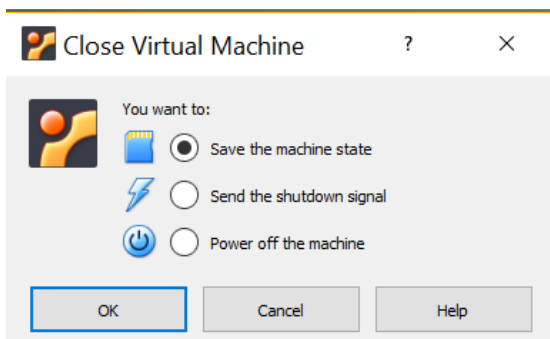 Close Virtual Machine ? ×
You want to:
Save the machine state
Send the shutdown signal
Power off the machine
OK Cancel Help